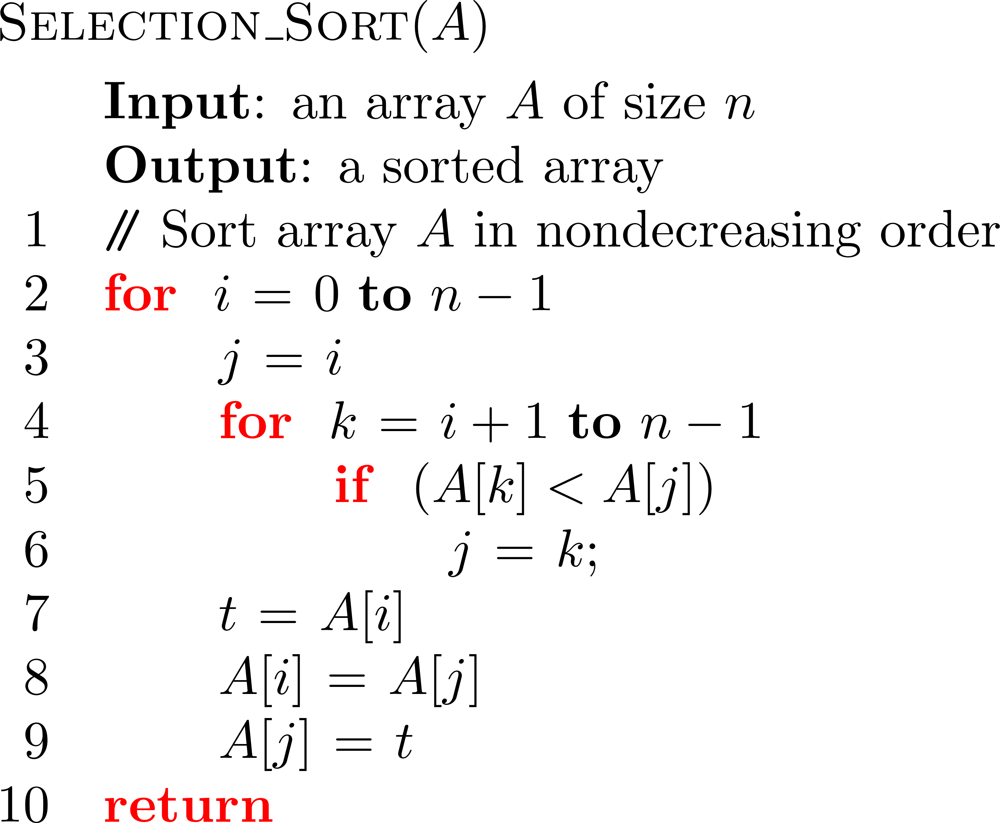 SELECTION_SORT(A)
Input: an array A of size n
Output: a sorted array
1 // Sort array A in nondecreasing order
2 for i = 0 to n − 1
3 j = i
4 for k = i + 1 to n − 1
5 if (A[k] < A[j])
6 j = k;
7 t = A[i]
8 A[i] = A[j]
9 A[j] = t
10 return